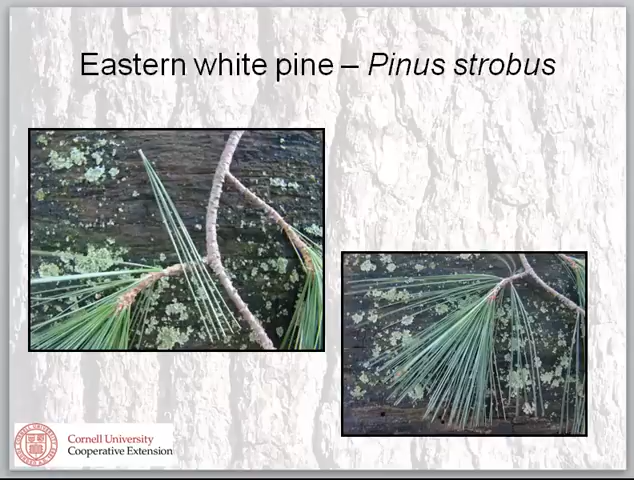 Eastern white pine – Pinus strobus
Cornell University
Cooperative Extension